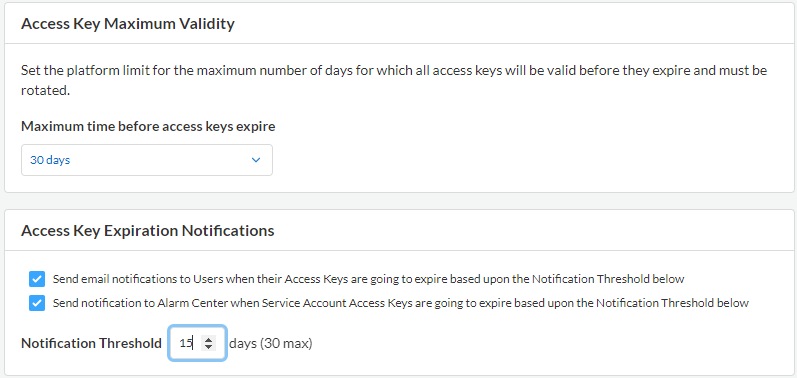 Access Key Maximum Validity
Set the platform limit for the maximum number of days for which all access keys will be valid before they expire and must be
rotated.
Maximum time before access keys expire
30 days
Access Key Expiration Notifications
Send email notifications to Users when their Access Keys are going to expire based upon the Notification Threshold below
Send notification to Alarm Center when Service Account Access Keys are going to expire based upon the Notification Threshold below
Notification Threshold 15 days (30 max)